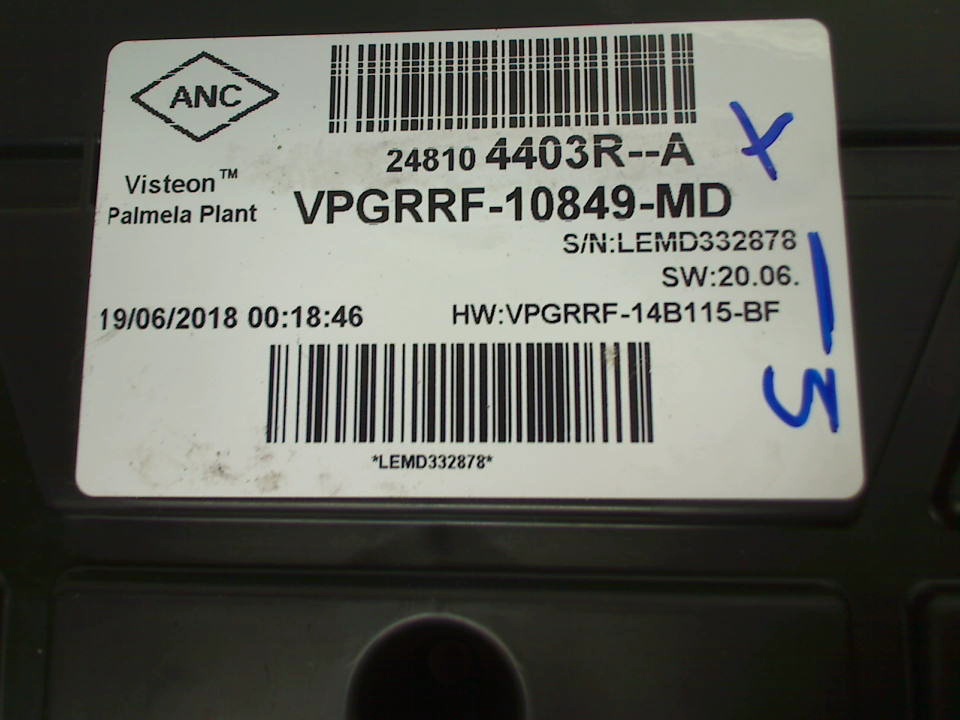 ANC
24810 4403R--A
Visteon™
Palmela Plant
VPGRRF-10849-MD
S/N:LEMD332878
SW:20.06.
19/06/2018 00:18:46
HW:VPGRRF-14B115-BF
*LEMD332878*